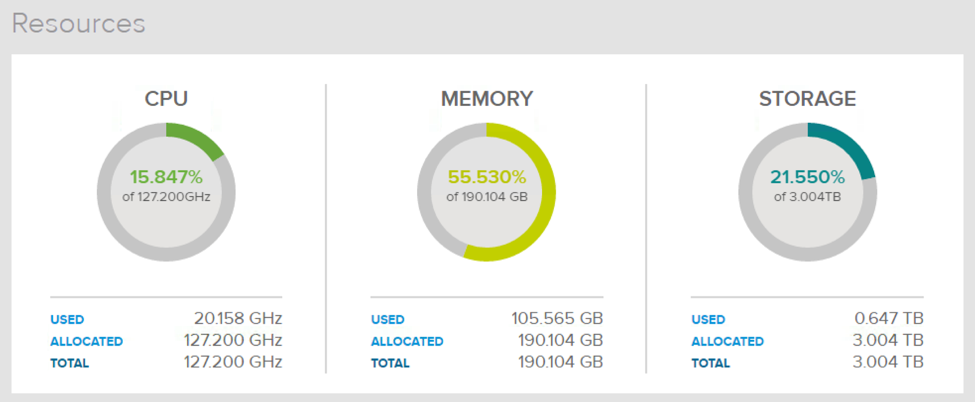 Resources
CPU
15.847%
of 127.200GHz
USED 20.158 GHz
ALLOCATED 127.200 GHz
TOTAL 127.200 GHz
MEMORY
55.530%
of 190.104 GB
USED 105.565 GB
ALLOCATED 190.104 GB
TOTAL 190.104 GB
STORAGE
21.550%
of 3.004TB
USED 0.647 TB
ALLOCATED 3.004 TB
TOTAL 3.004 TB